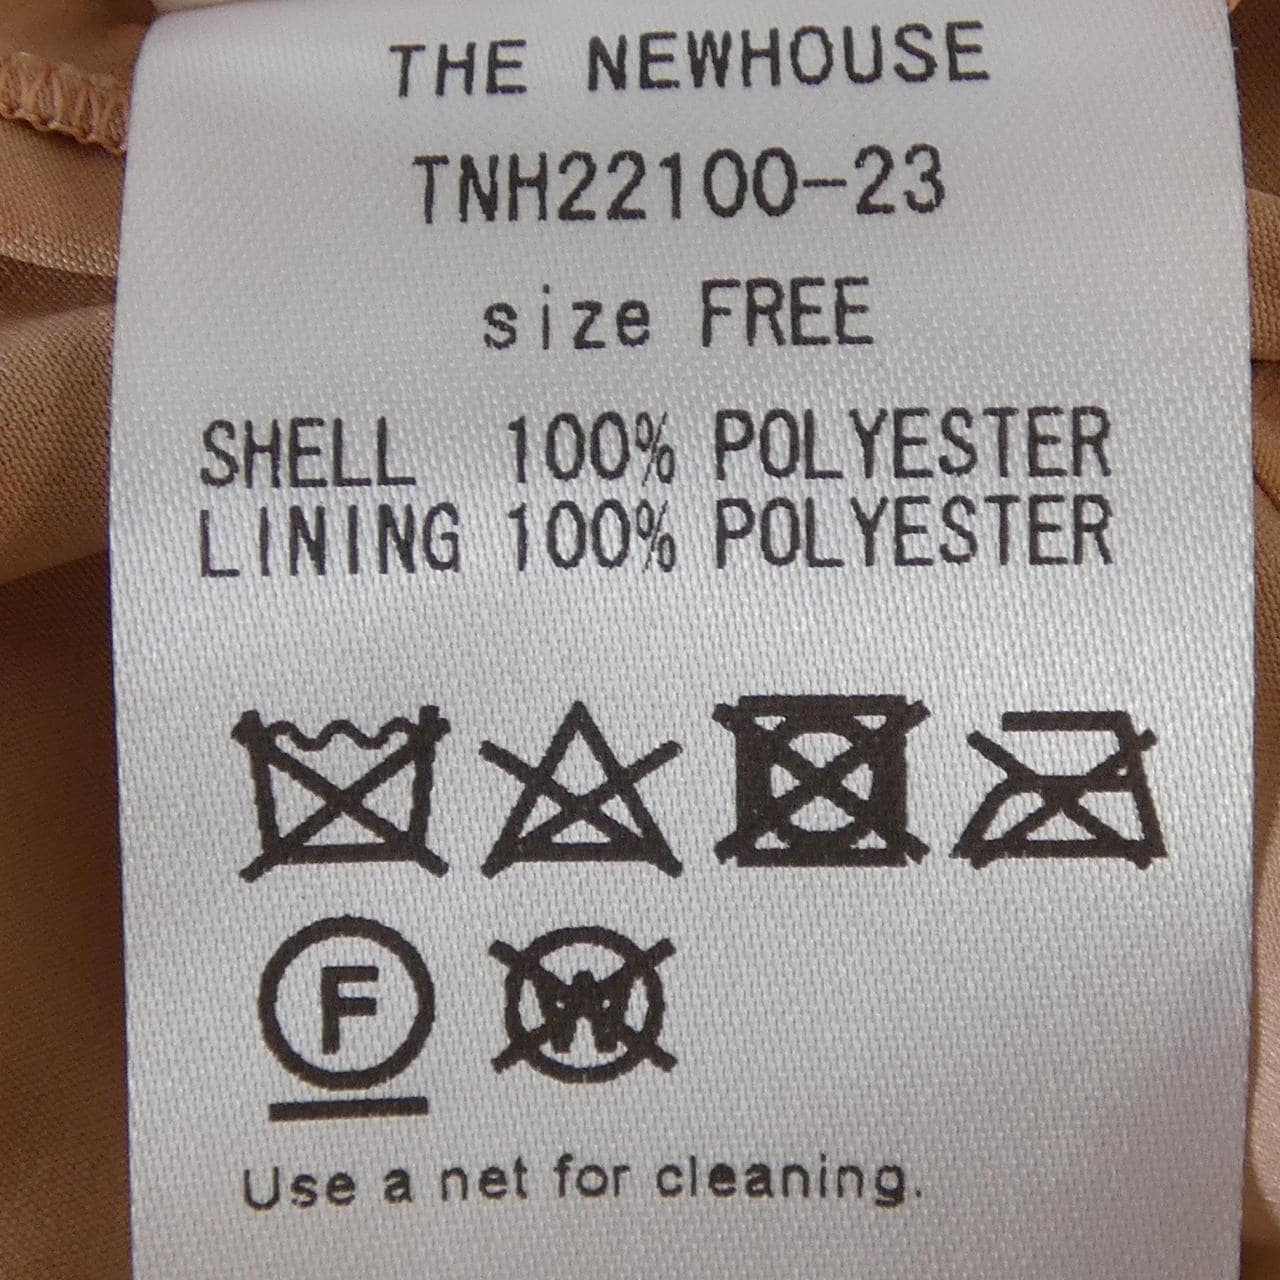 THE NEWHOUSE
TNH22100-23
size FREE
SHELL 100% POLYESTER
LINING 100% POLYESTER
F W
Use a net for cleaning.